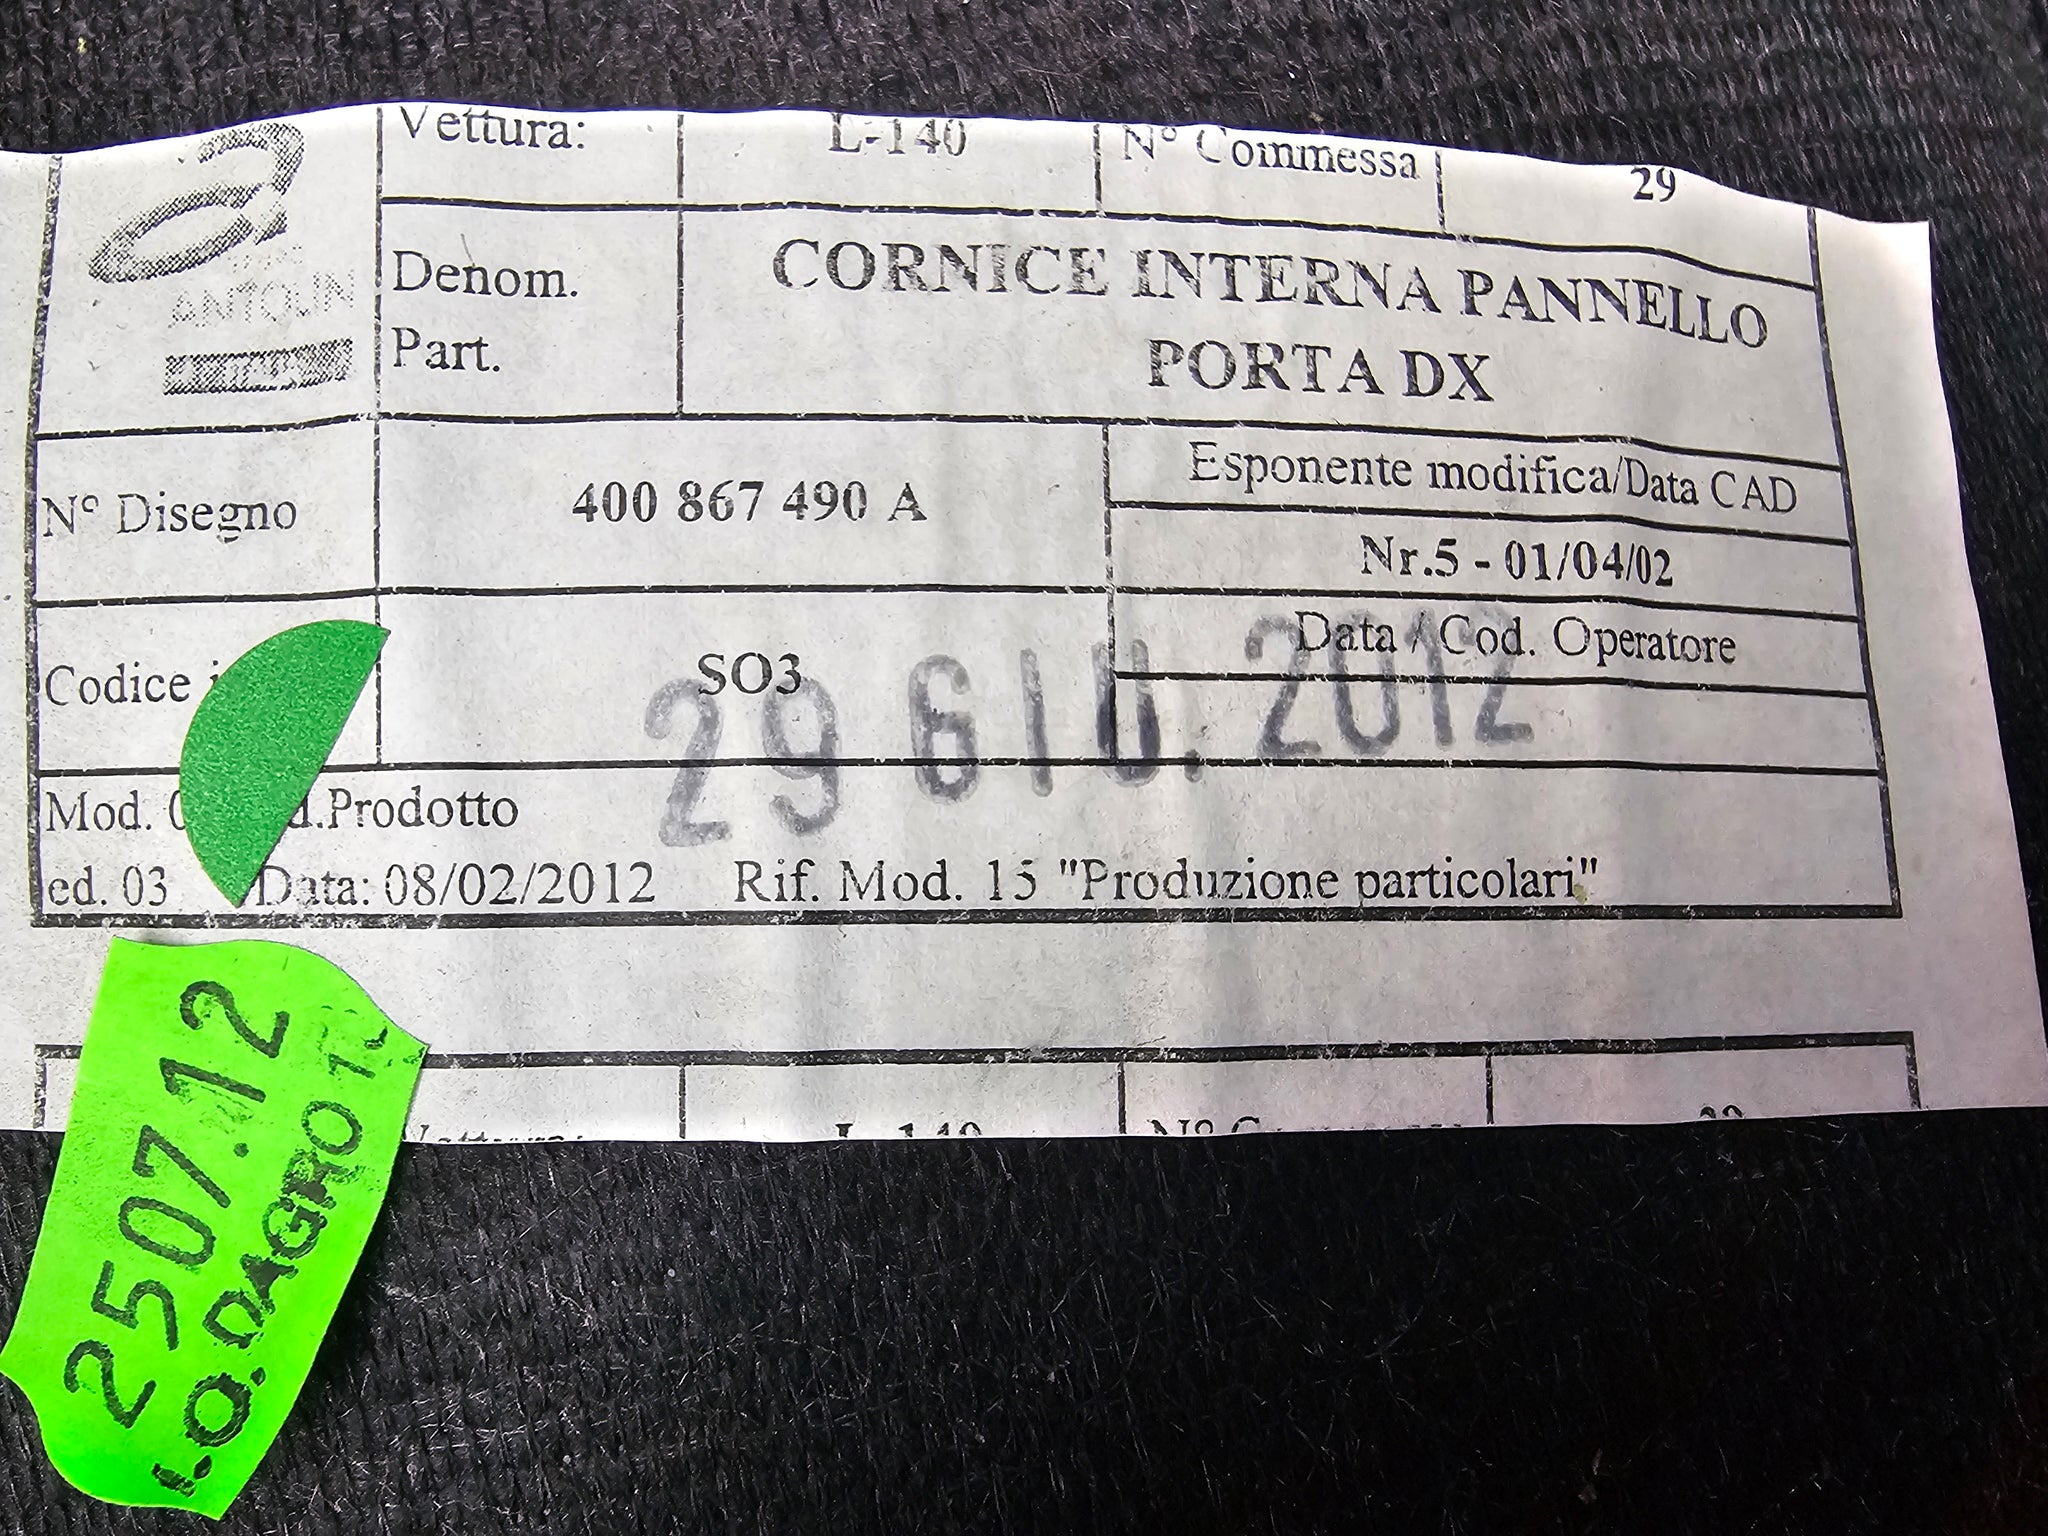 Vettura: L-140 N° Commessa 29
ANTOLIN
Denom. Part.
CORNICE INTERNA PANNELLO
PORTA DX
N° Disegno 400 867 490 A
Esponente modifica/Data CAD
Nr.5 - 01/04/02
Codice SO3
Data / Cod. Operatore
29 GIU. 2012
Mod. d.Prodotto
ed. 03 Data: 08/02/2012 Rif. Mod. 15 "Produzione particolari"
L-140
2507.12
I.Q. DAGRO